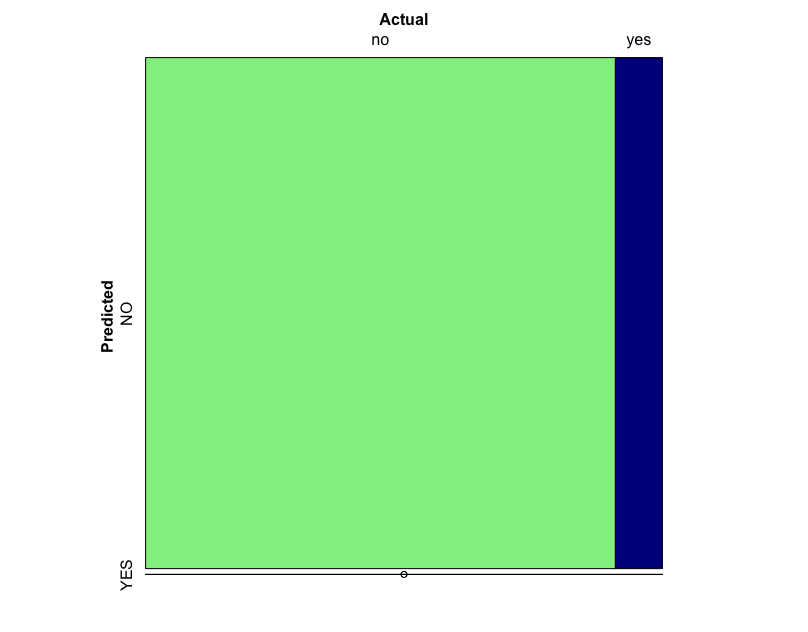 Actual
no yes
Predicted
NO
YES